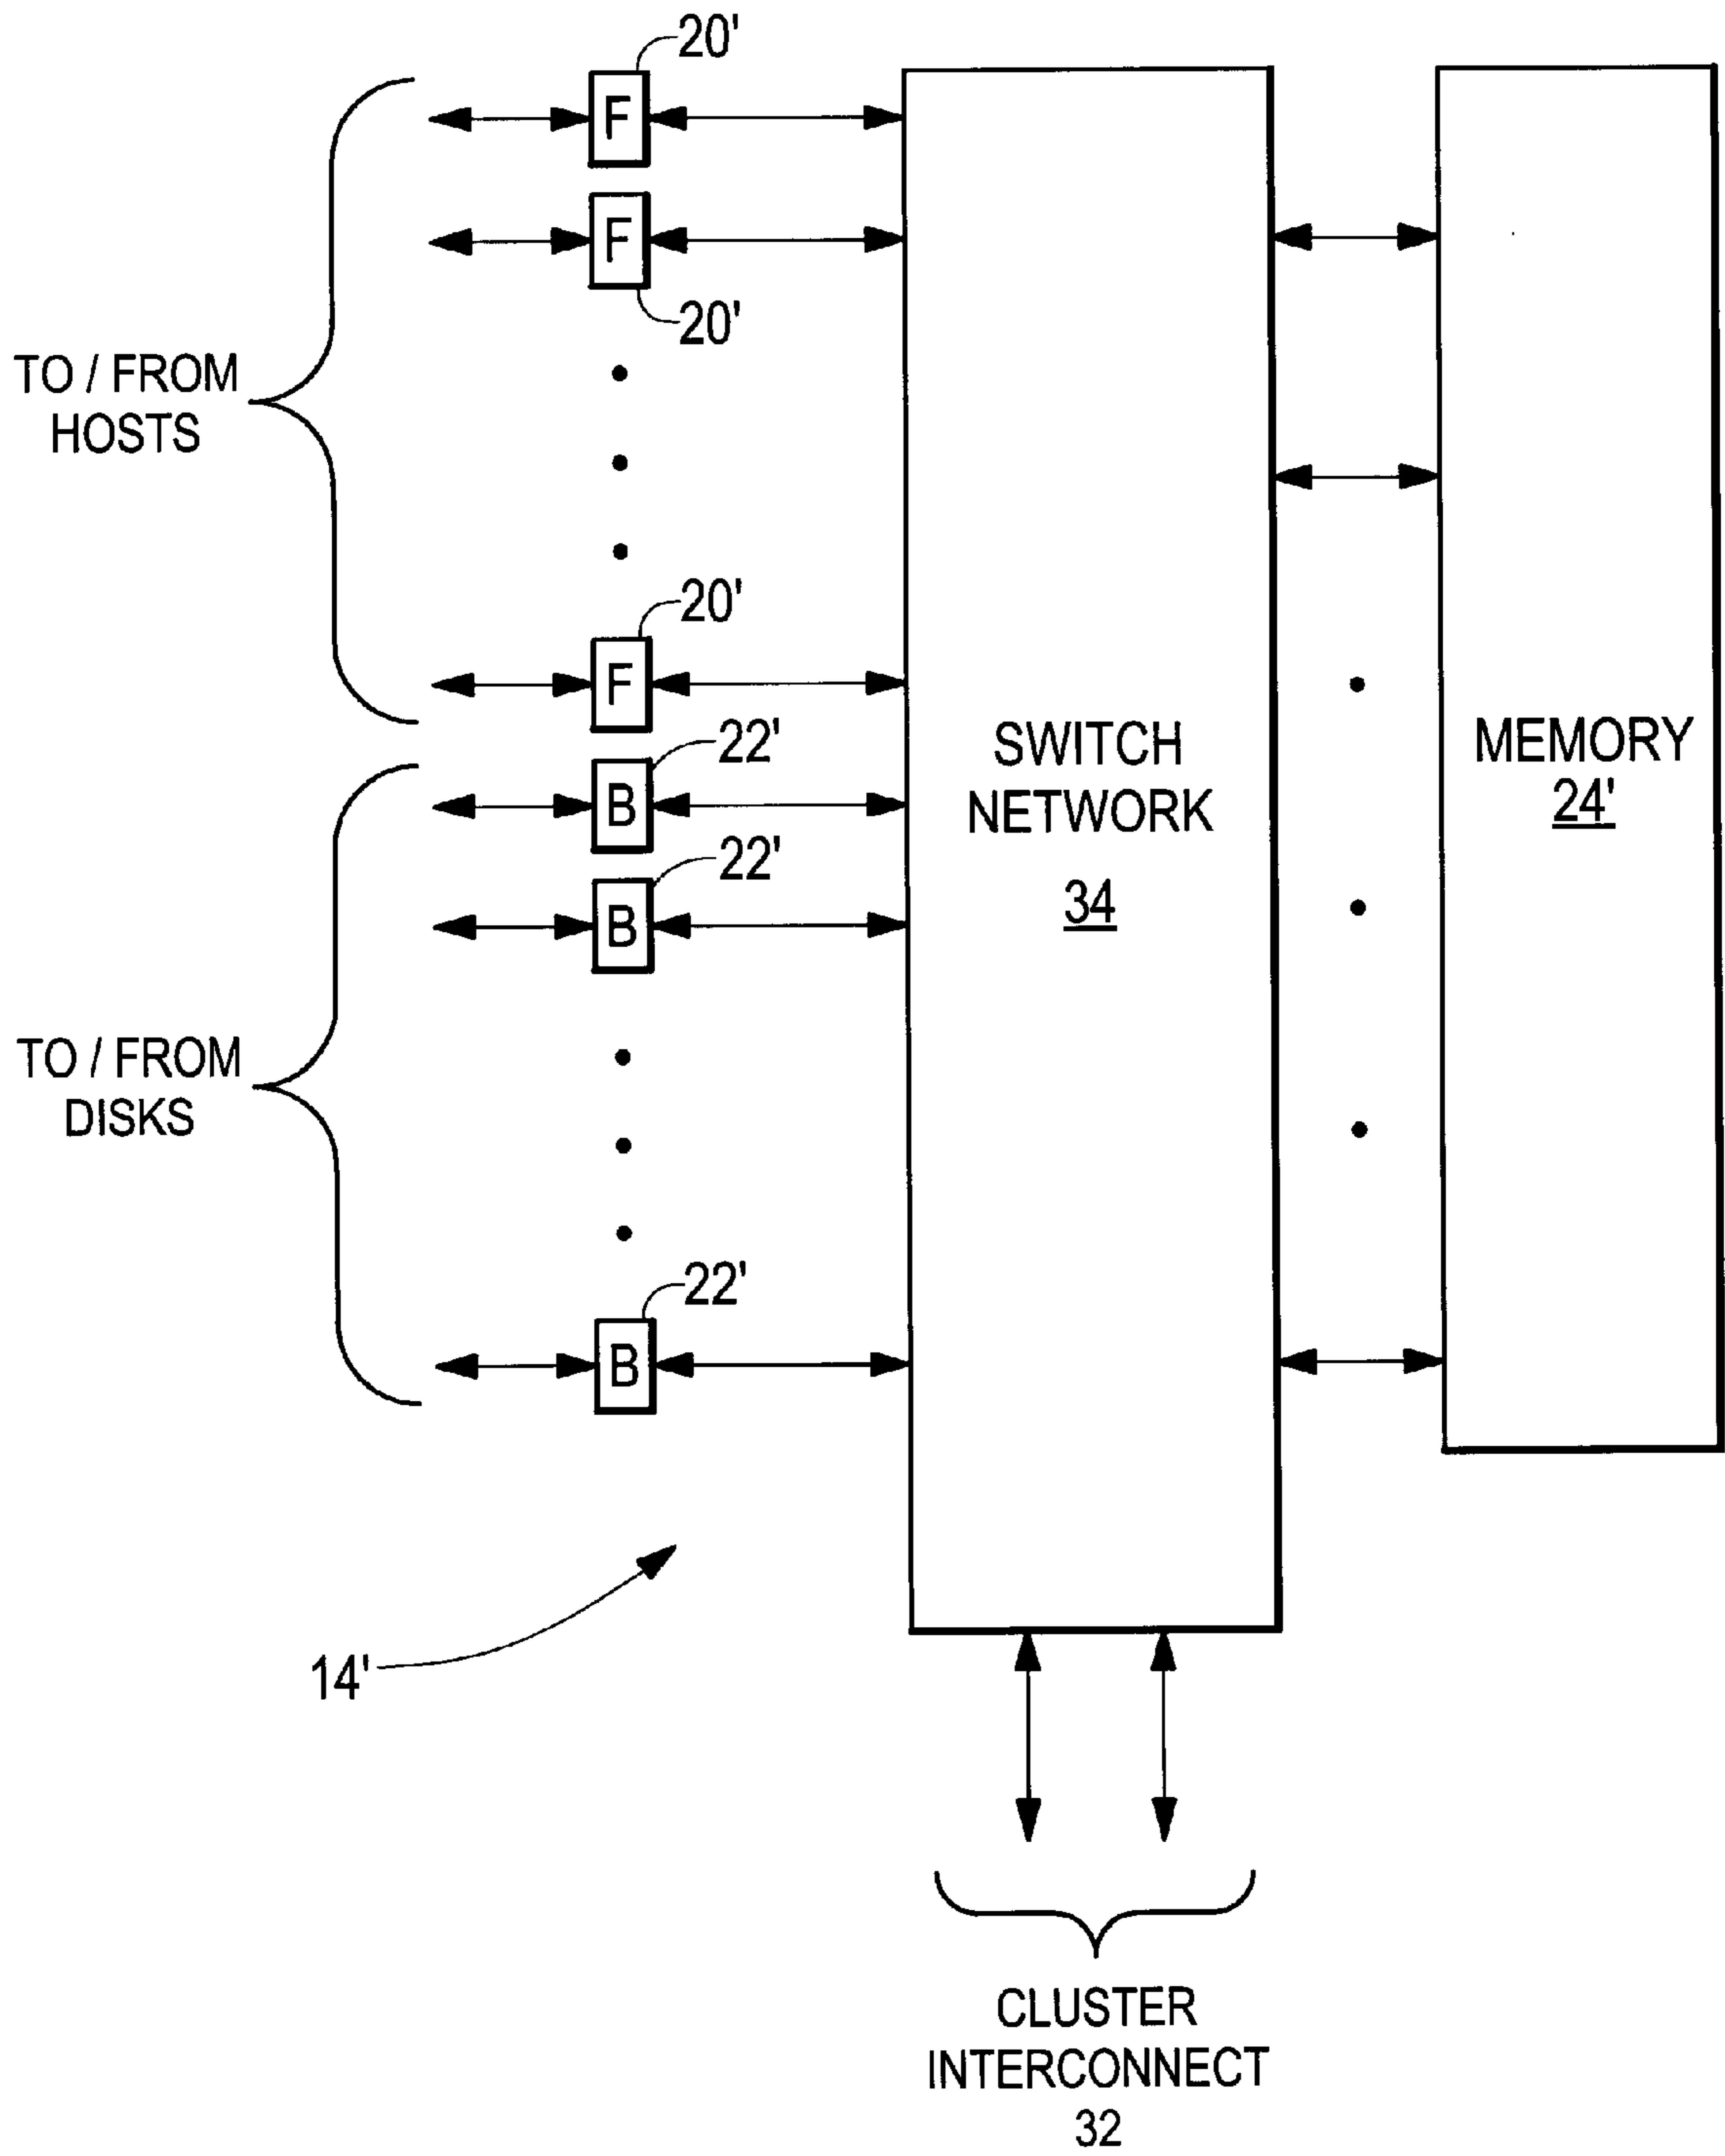 20'
F
F
20'
TO / FROM
HOSTS
20'
F
SWITCH
NETWORK
34
MEMORY
24'
22'
B
22'
B
TO / FROM
DISKS
22'
B
14'
CLUSTER
INTERCONNECT
32